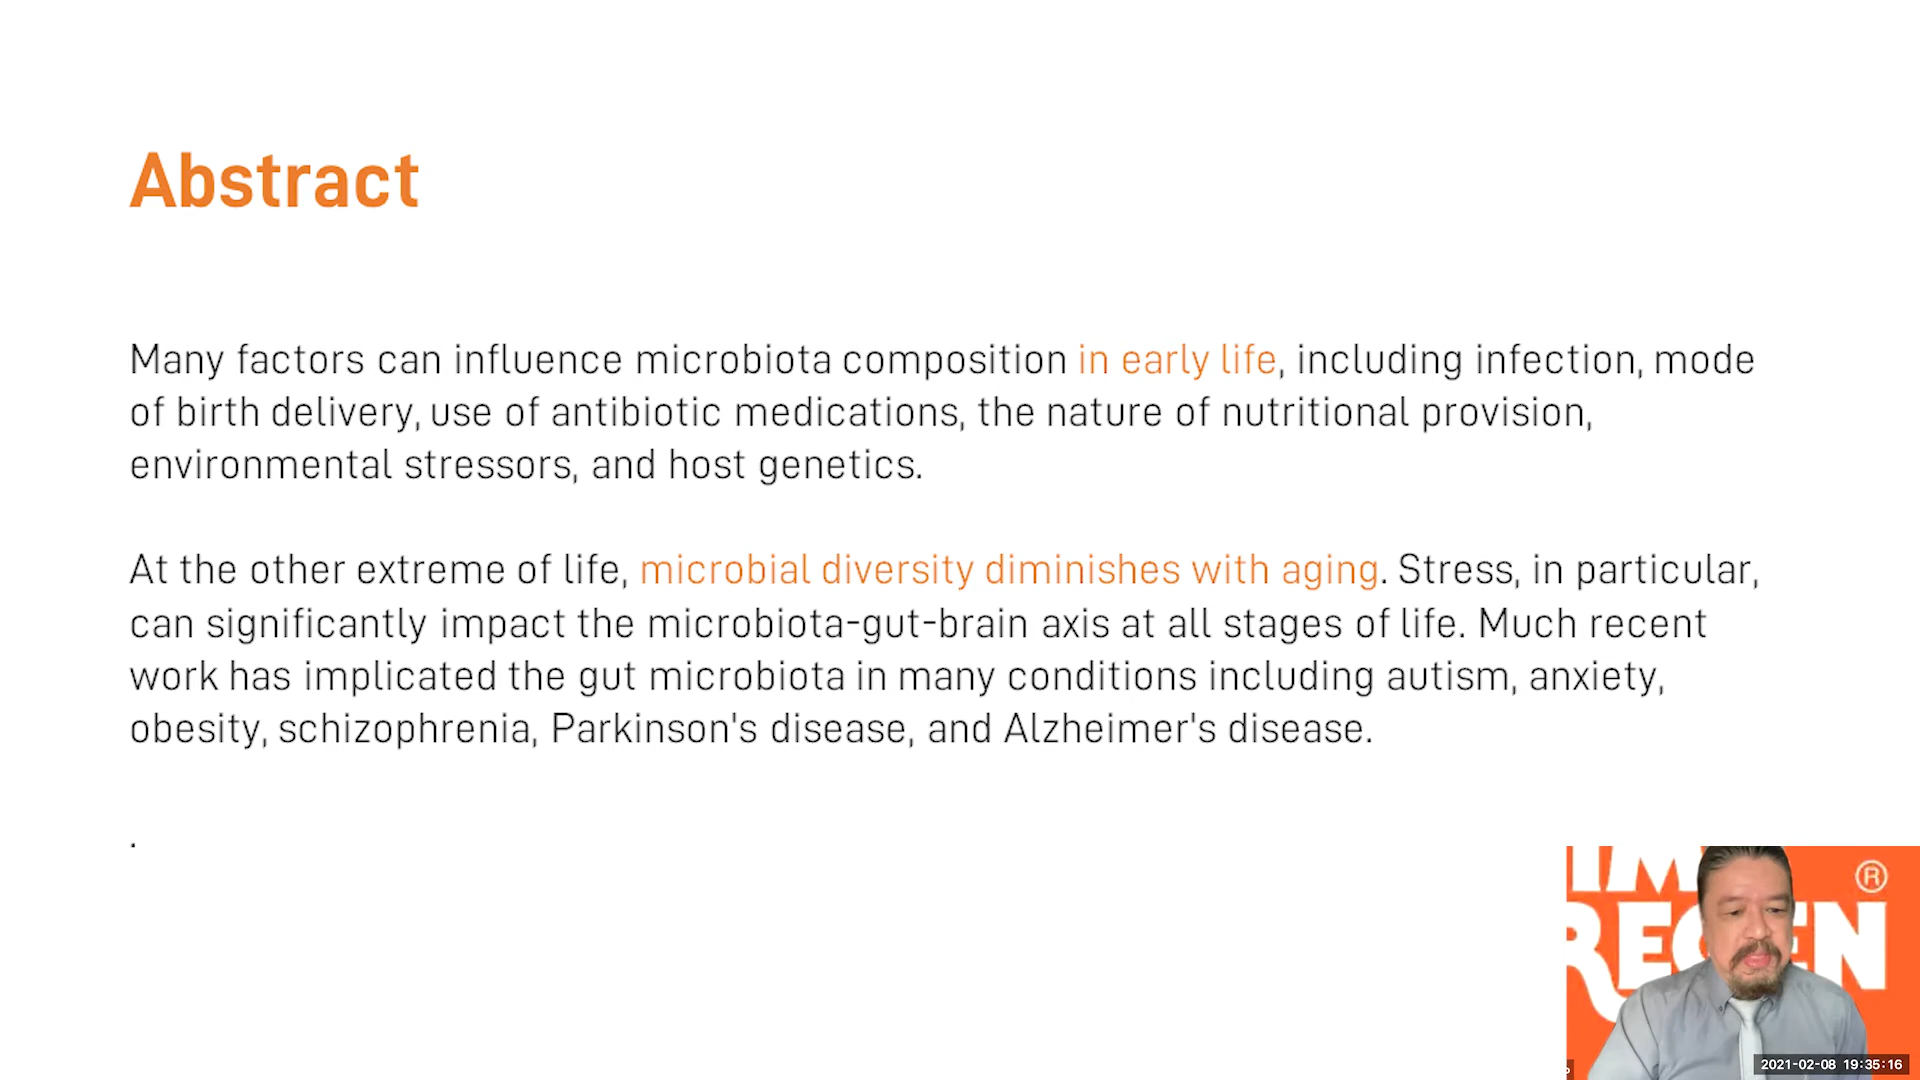 Abstract
Many factors can influence microbiota composition in early life, including infection, mode
of birth delivery, use of antibiotic medications, the nature of nutritional provision,
environmental stressors, and host genetics.
At the other extreme of life, microbial diversity diminishes with aging. Stress, in particular,
can significantly impact the microbiota-gut-brain axis at all stages of life. Much recent
work has implicated the gut microbiota in many conditions including autism, anxiety,
obesity, schizophrenia, Parkinson's disease, and Alzheimer's disease.
.
®
2021-02-08 19:35:16